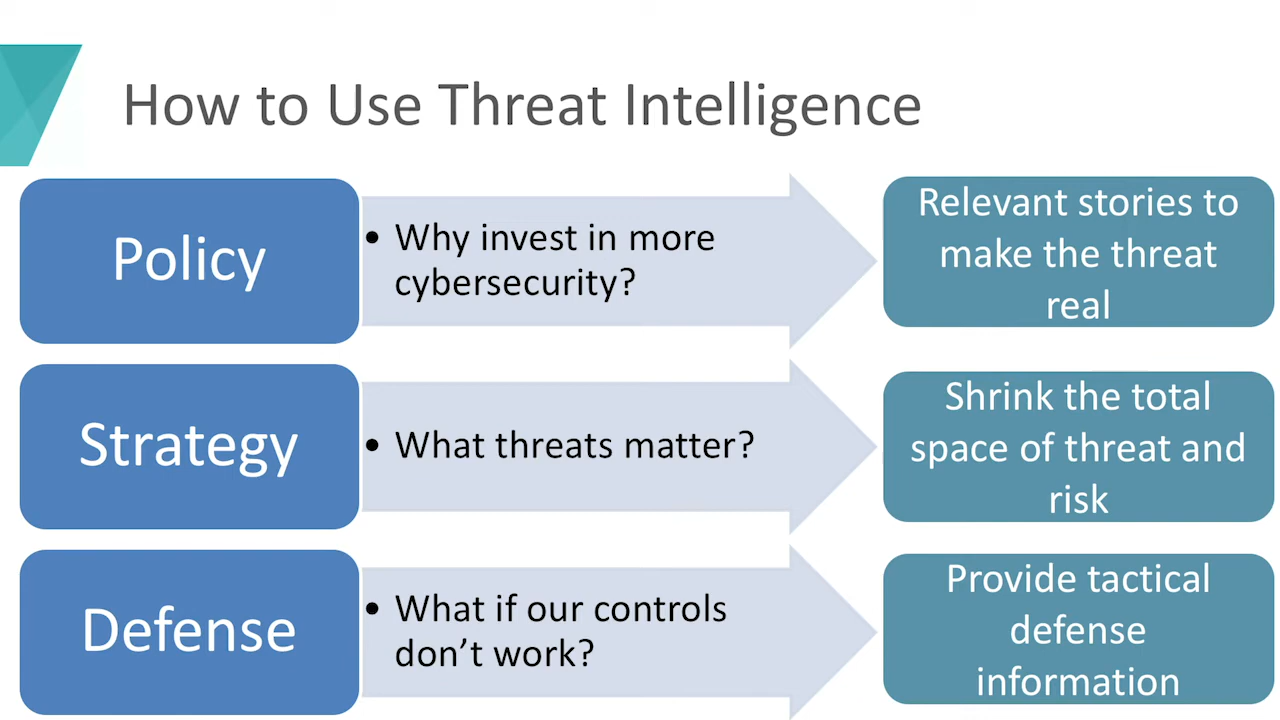 How to Use Threat Intelligence
Policy
• Why invest in more
cybersecurity?
Relevant stories to
make the threat
real
Strategy
• What threats matter?
Shrink the total
space of threat and
risk
Defense
• What if our controls
don’t work?
Provide tactical
defense
information